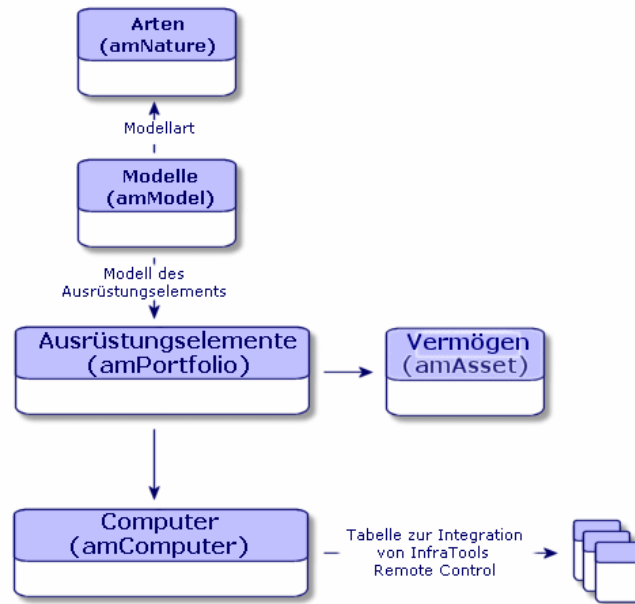 Arten
(amNature)
Modellart
Modelle
(amModel)
Modell des
Ausrüstungselements
Ausrüstungselemente
(amPortfolio)
Vermögen
(amAsset)
Computer
(amComputer)
Tabelle zur Integration
von InfraTools
Remote Control